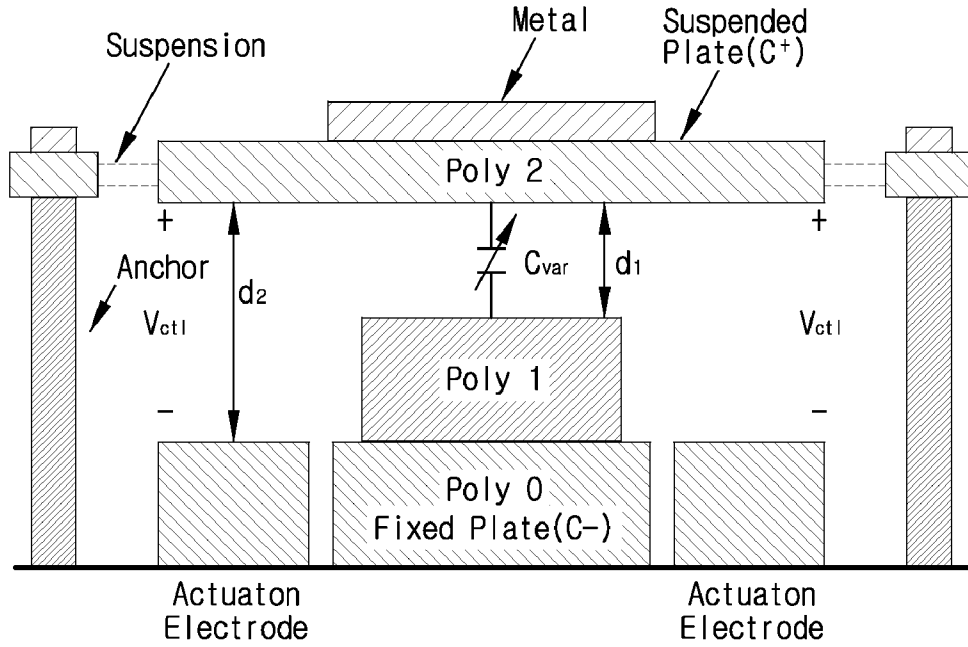 Metal
Suspended
Plate(C⁺)
Suspension
Poly 2
+
+
Anchor
d₂
Cvar
d₁
Vctl
Vctl
Poly 1
−
−
Poly 0
Fixed Plate(C−)
Actuaton
Electrode
Actuaton
Electrode